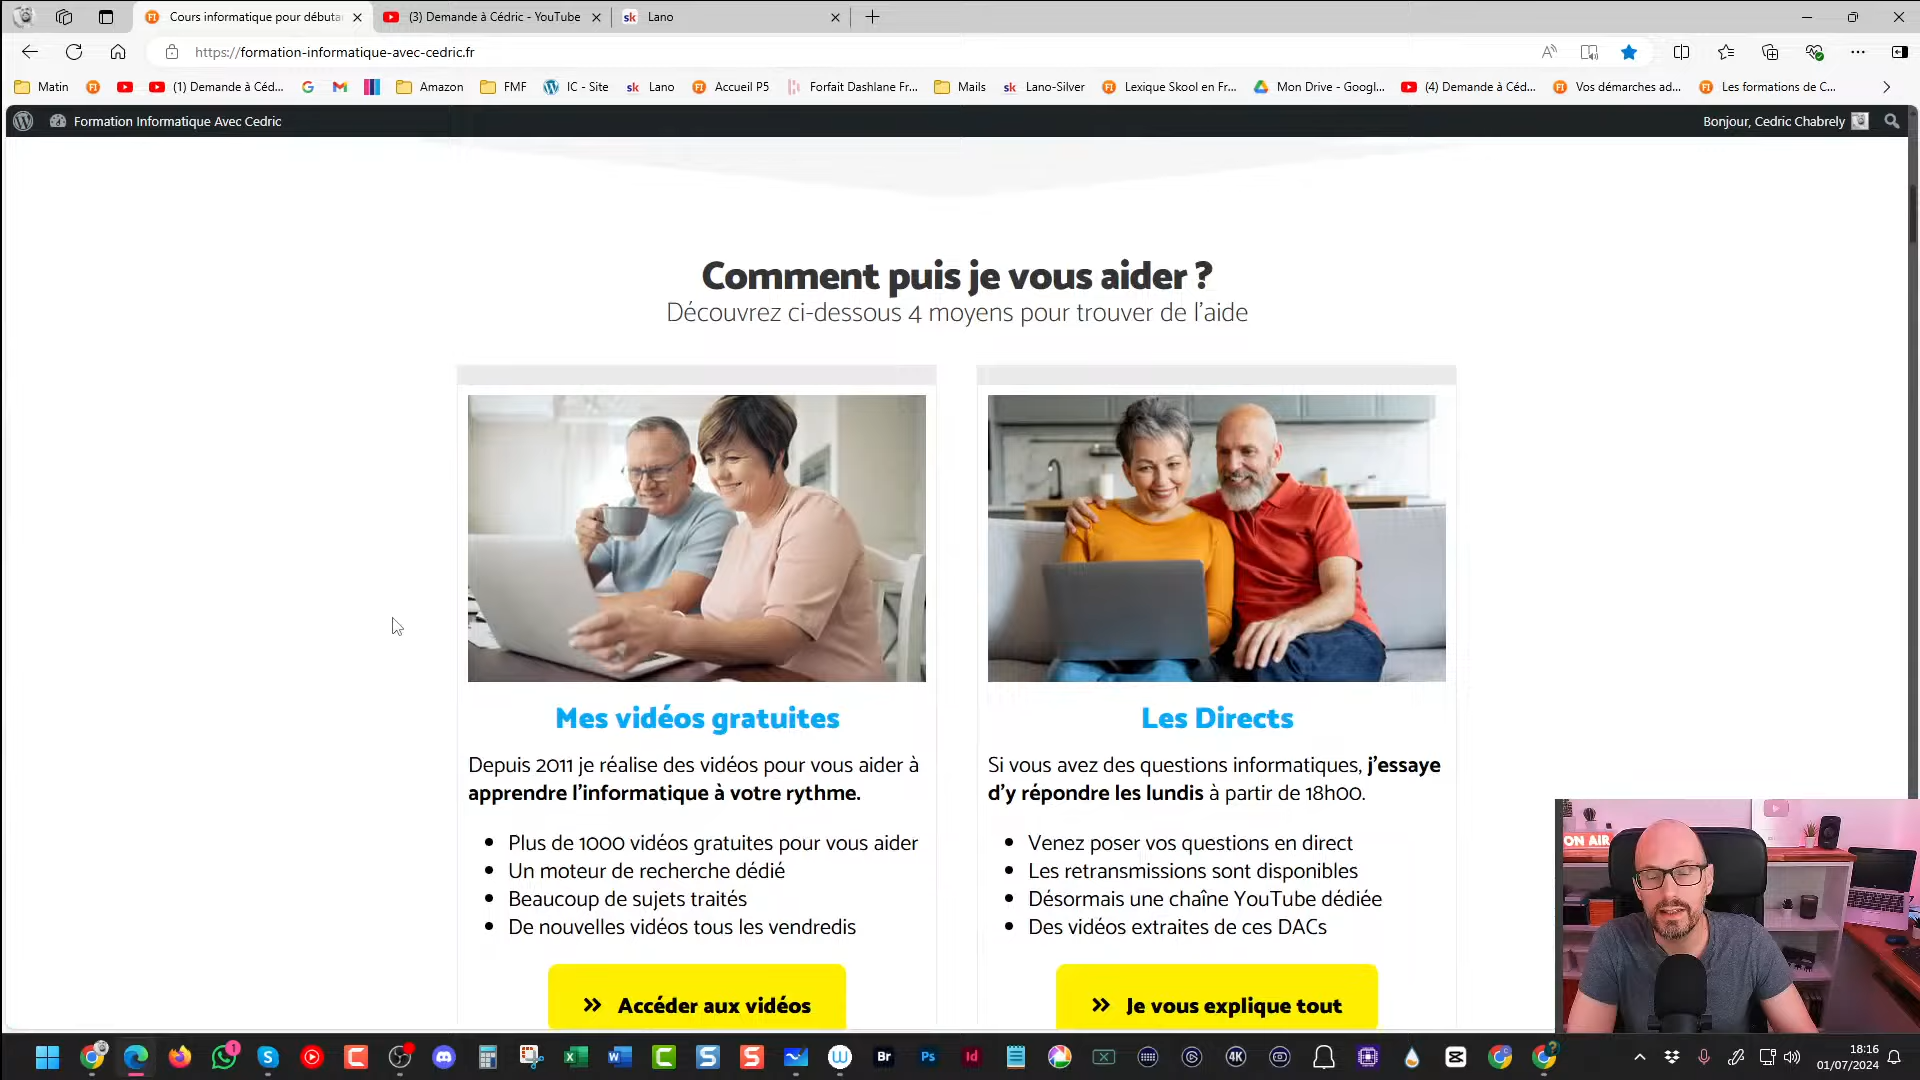 Cours informatique pour débuta
(3) Demande à Cédric - YouTube
sk Lano
https://formation-informatique-avec-cedric.fr
Matin
(1) Demande à Céd...
Amazon
FMF
IC - Site
sk Lano
Accueil P5
Forfait Dashlane Fr...
Mails
sk Lano-Silver
Lexique Skool en Fr...
Mon Drive - Googl...
(4) Demande à Céd...
Vos démarches ad...
Les formations de C...
Formation Informatique Avec Cedric
Bonjour, Cedric Chabrely
Comment puis je vous aider ?
Découvrez ci-dessous 4 moyens pour trouver de l'aide
Mes vidéos gratuites
Depuis 2011 je réalise des vidéos pour vous aider à
apprendre l'informatique à votre rythme.
Plus de 1000 vidéos gratuites pour vous aider
Un moteur de recherche dédié
Beaucoup de sujets traités
De nouvelles vidéos tous les vendredis
Accéder aux vidéos
Les Directs
Si vous avez des questions informatiques, j'essaye
d'y répondre les lundis à partir de 18h00.
Venez poser vos questions en direct
Les retransmissions sont disponibles
Désormais une chaîne YouTube dédiée
Des vidéos extraites de ces DACs
Je vous explique tout
ON AIR
18:16
01/07/2024